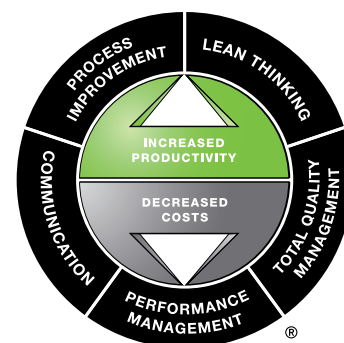 PROCESS
IMPROVEMENT
LEAN THINKING
INCREASED
PRODUCTIVITY
COMMUNICATION
DECREASED
COSTS
TOTAL QUALITY
MANAGEMENT
PERFORMANCE
MANAGEMENT
®